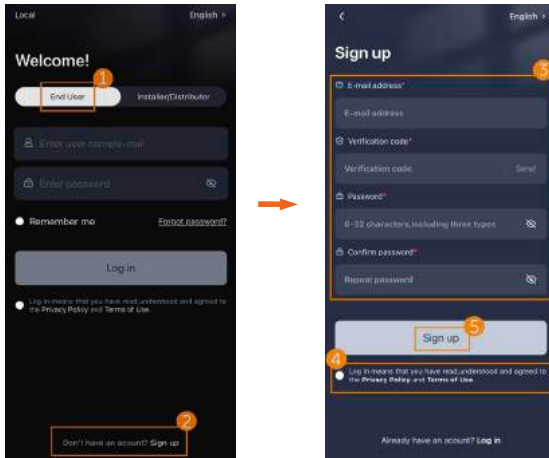 Local
English >
Welcome!
1
End User
Installer/Distributor
Enter user name/e-mail
Enter password
Remember me
Forgot password?
Log in
Log in means that you have read,understood and agreed to
the Privacy Policy and Terms of Use.
2
Don't have an acount? Sign up
<
English >
Sign up
3
E-mail address*
E-mail address
Verification code*
Verification code
Send
Password*
6-32 characters,including three types
Confirm password*
Repeat password
5
Sign up
4
Log in means that you have read,understood and agreed to
the Privacy Policy and Terms of Use.
Already have an acount? Log in